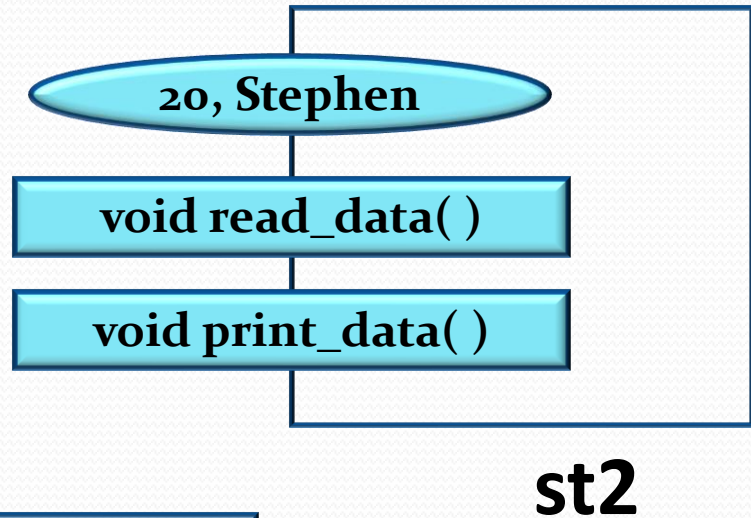 20, Stephen
void read_data( )
void print_data( )
st2